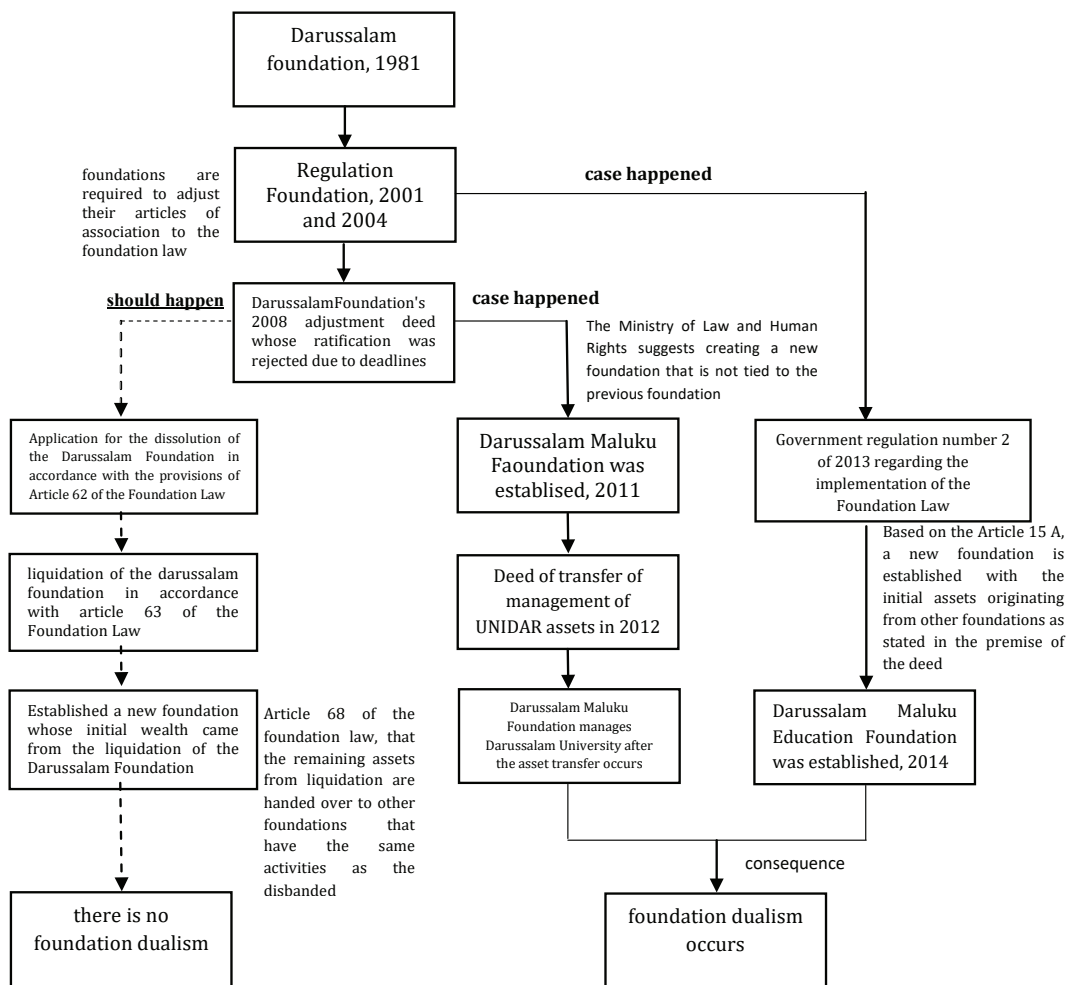 Darussalam
foundation, 1981
Regulation
Foundation, 2001
and 2004
foundations are
required to adjust
their articles of
association to the
foundation law
case happened
should happen
DarussalamFoundation's
2008 adjustment deed
whose ratification was
rejected due to deadlines
case happened
The Ministry of Law and Human
Rights suggests creating a new
foundation that is not tied to the
previous foundation
Application for the dissolution of
the Darussalam Foundation in
accordance with the provisions of
Article 62 of the Foundation Law
Darussalam Maluku
Faoundation was
establised, 2011
Government regulation number 2
of 2013 regarding the
implementation of the
Foundation Law
Based on the Article 15 A,
a new foundation is
established with the
initial assets originating
from other foundations as
stated in the premise of
the deed
liquidation of the darussalam
foundation in accordance
with article 63 of the
Foundation Law
Deed of transfer of
management of
UNIDAR assets in 2012
Established a new foundation
whose initial wealth came
from the liquidation of the
Darussalam Foundation
Article 68 of the
foundation law, that
the remaining assets
from liquidation are
handed over to other
foundations that
have the same
activities as the
disbanded
Darussalam Maluku
Foundation manages
Darussalam University after
the asset transfer occurs
Darussalam Maluku
Education Foundation
was established, 2014
consequence
there is no
foundation dualism
foundation dualism
occurs